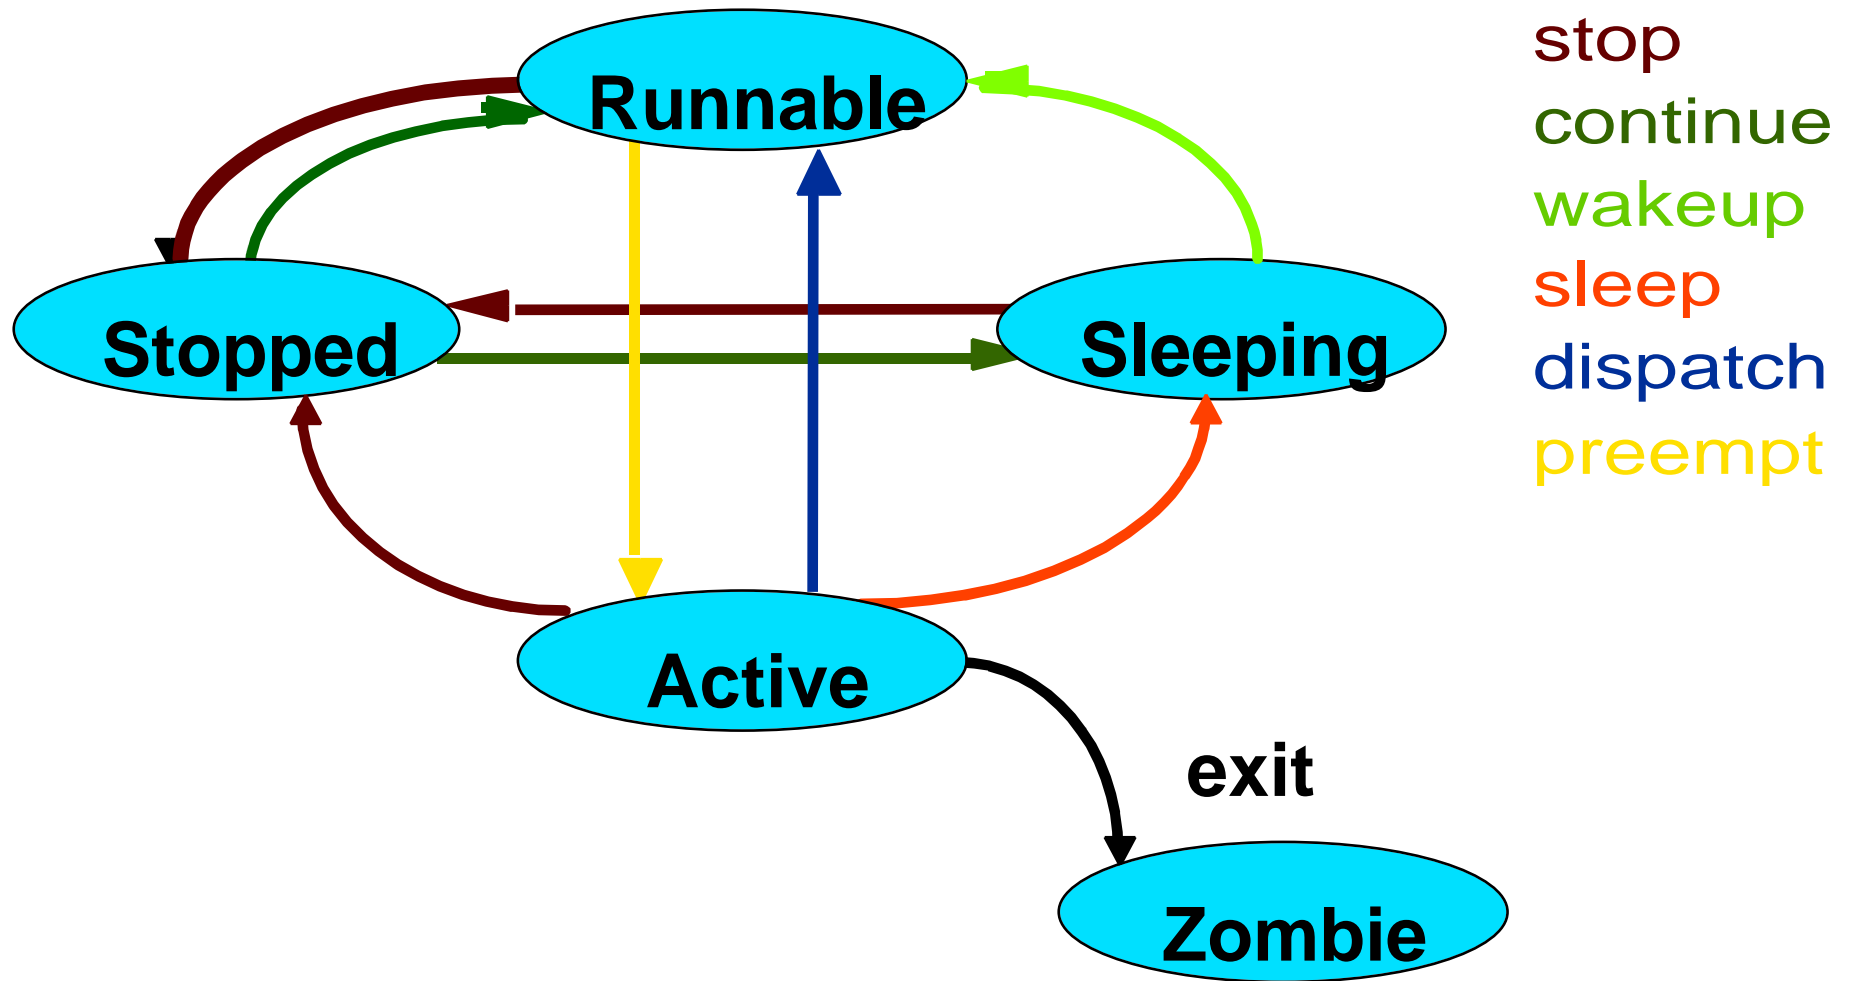 Runnable
Stopped
Sleeping
Active
exit
Zombie
stop
continue
wakeup
sleep
dispatch
preempt